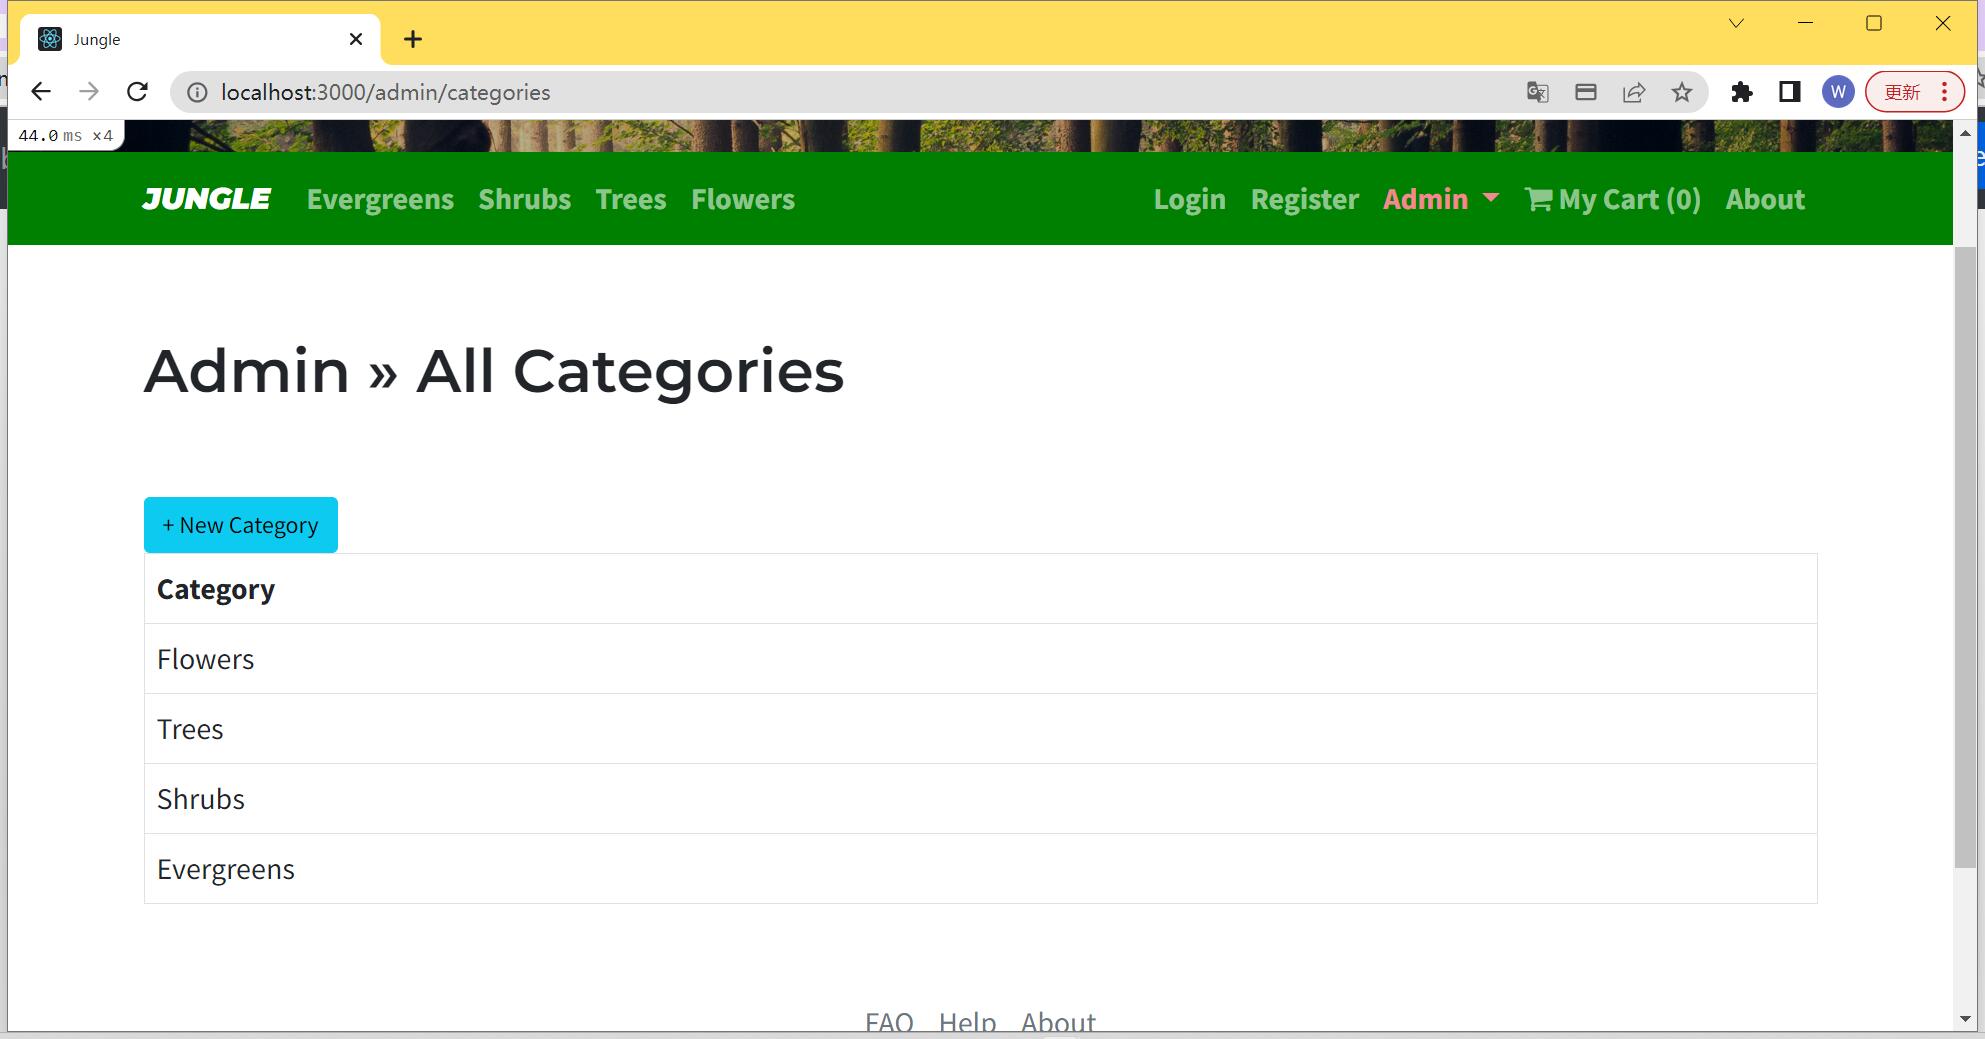 Jungle
localhost:3000/admin/categories
W
更新
44.0 ms ×4
JUNGLE Evergreens Shrubs Trees Flowers Login Register Admin My Cart (0) About
Admin » All Categories
+ New Category
Category
Flowers
Trees
Shrubs
Evergreens
FAQ Help About